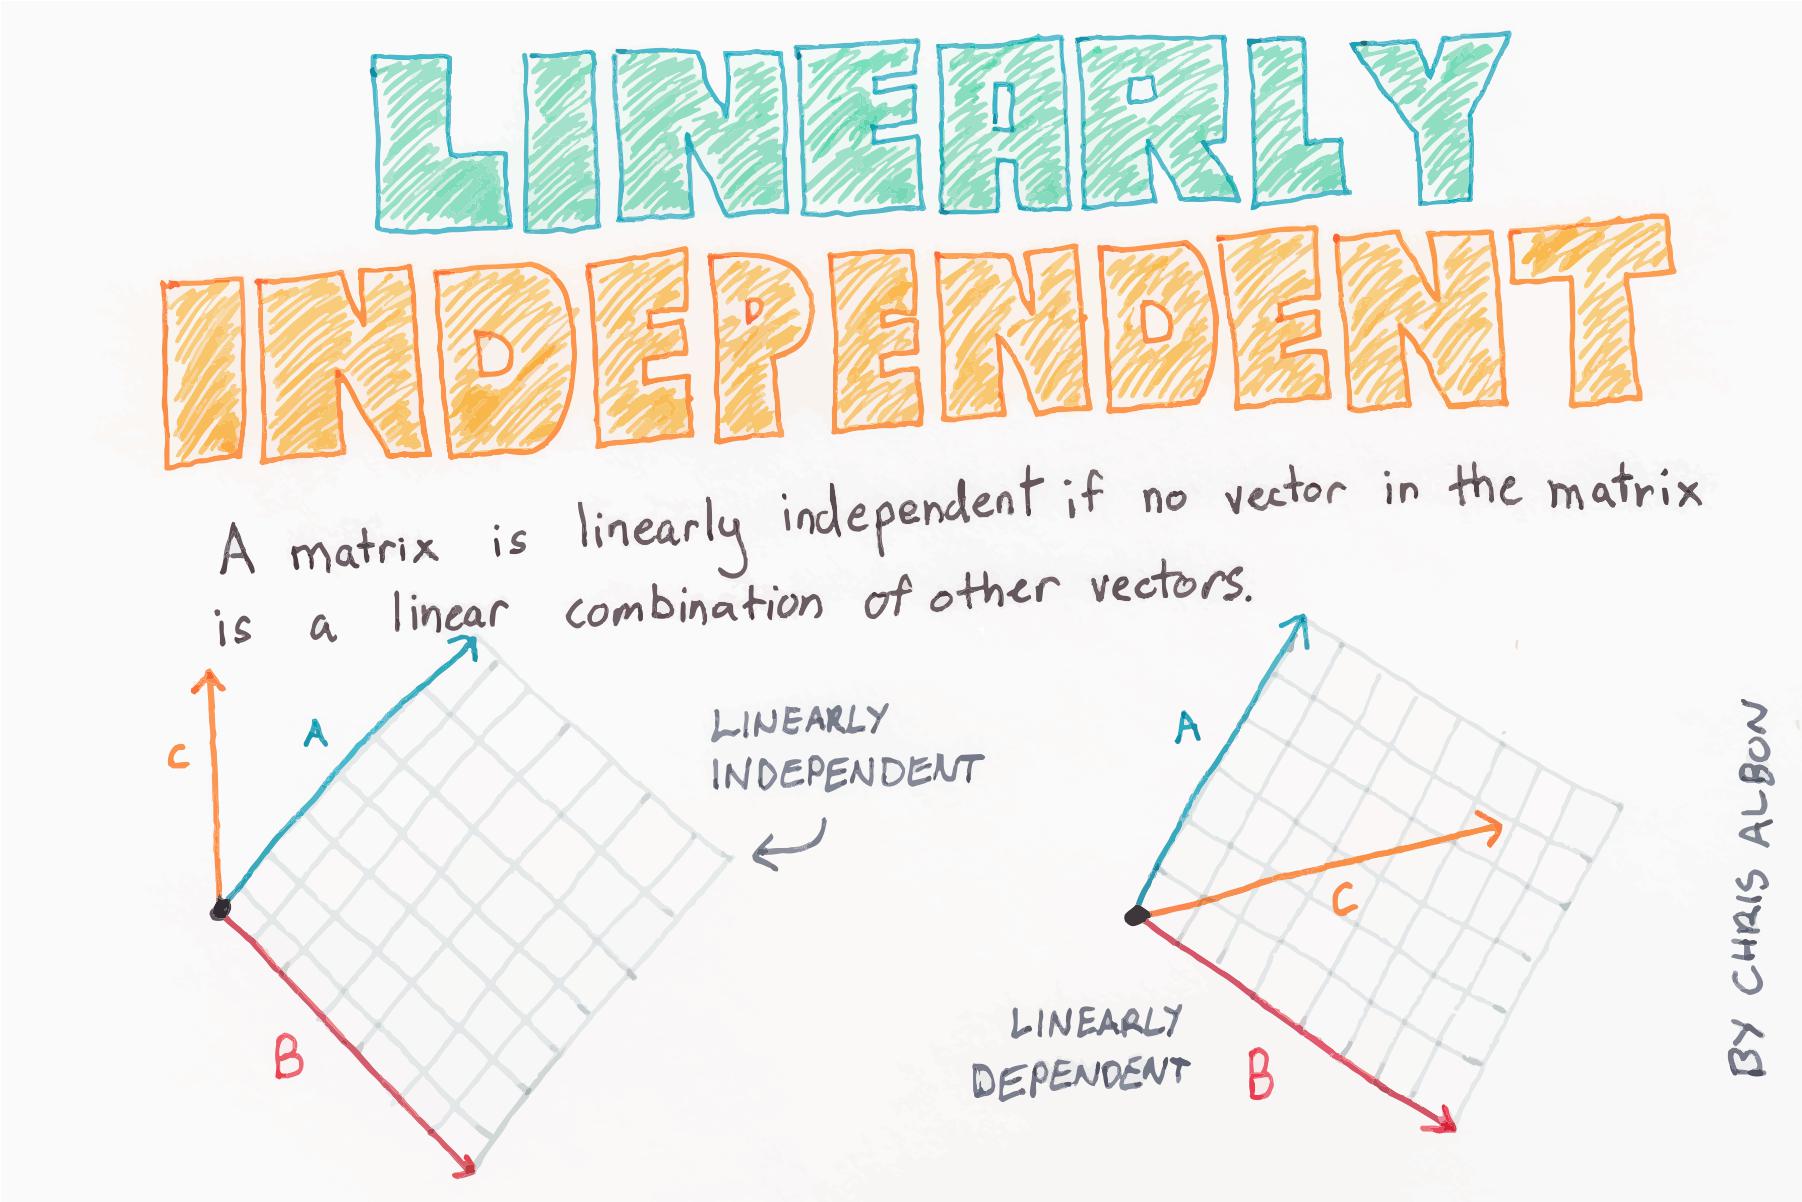 LINEARLY
INDEPENDENT
A matrix is linearly independent if no vector in the matrix
is a linear combination of other vectors.
C
A
B
LINEARLY
INDEPENDENT
A
C
B
LINEARLY
DEPENDENT
BY CHRIS ALBON